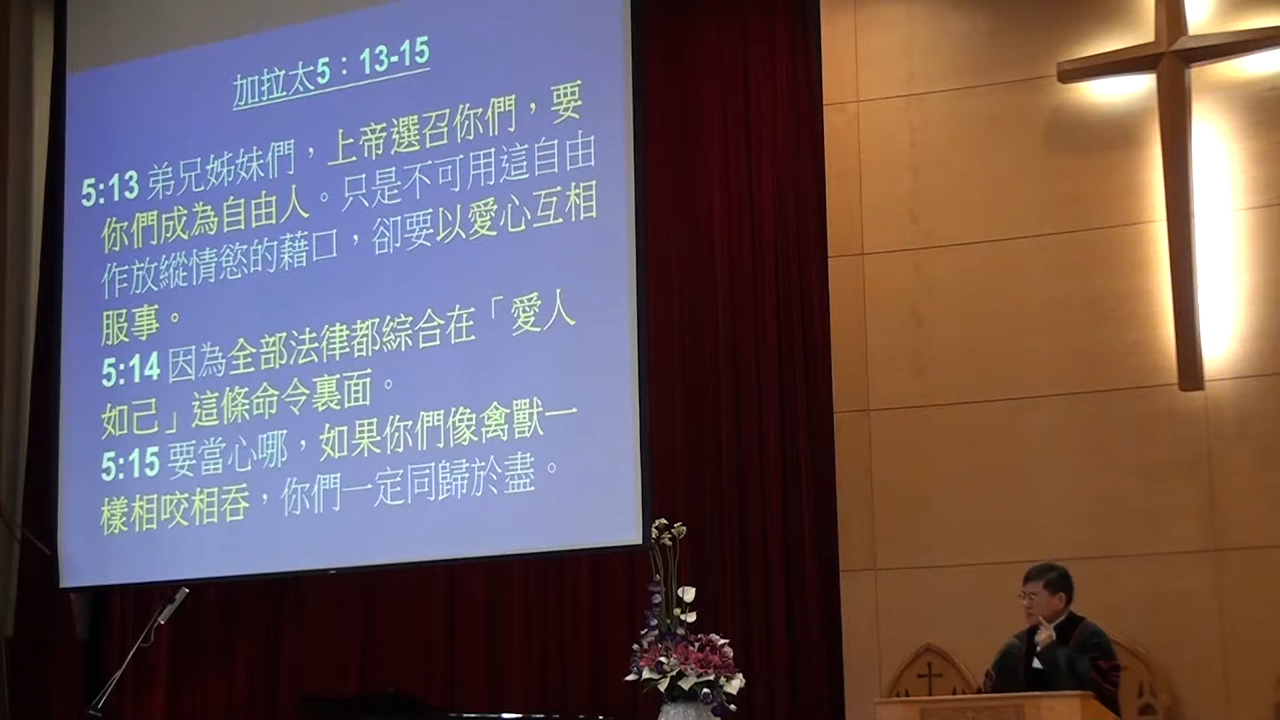 加拉太5：13-15
5:13 弟兄姊妹們，上帝選召你們，要
你們成為自由人。只是不可用這自由
作放縱情慾的藉口，卻要以愛心互相
服事。
5:14 因為全部法律都綜合在「愛人
如己」這條命令裏面。
5:15 要當心哪，如果你們像禽獸一
樣相咬相吞，你們一定同歸於盡。